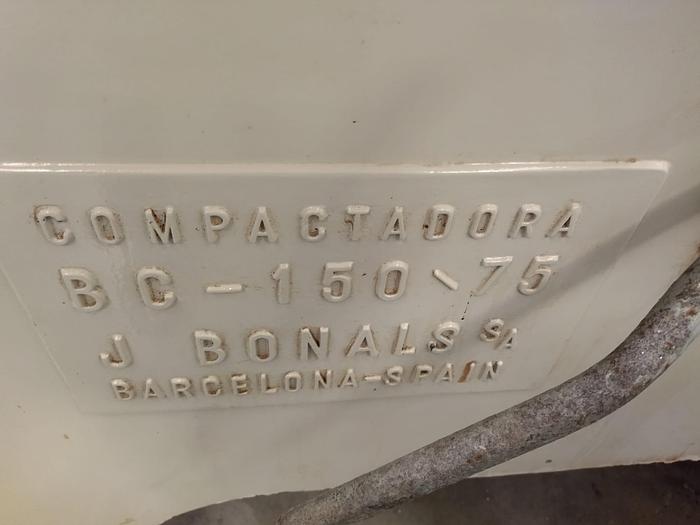 COMPACTADORA
BC-150-75
J BONALS SA
BARCELONA-SPAIN